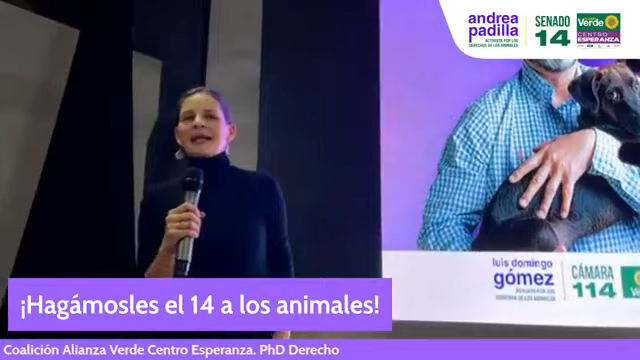 andrea
padilla
ACTIVISTA POR LOS
DERECHOS DE LOS ANIMALES
SENADO
14
Verde
CENTRO
ESPERANZA
luis domingo
gómez
CÁMARA
114
¡Hagámosles el 14 a los animales!
Coalición Alianza Verde Centro Esperanza. PhD Derecho